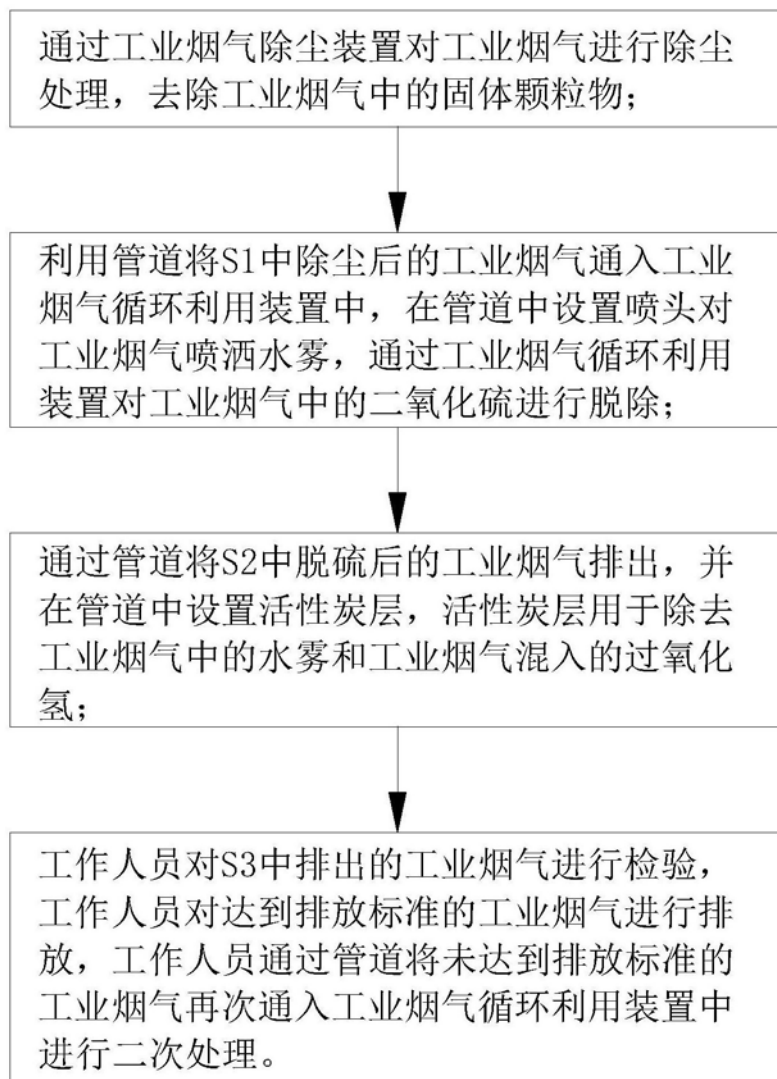 通过工业烟气除尘装置对工业烟气进行除尘
处理，去除工业烟气中的固体颗粒物；
利用管道将S1中除尘后的工业烟气通入工业
烟气循环利用装置中，在管道中设置喷头对
工业烟气喷洒水雾，通过工业烟气循环利用
装置对工业烟气中的二氧化硫进行脱除；
通过管道将S2中脱硫后的工业烟气排出，并
在管道中设置活性炭层，活性炭层用于除去
工业烟气中的水雾和工业烟气混入的过氧化
氢；
工作人员对S3中排出的工业烟气进行检验，
工作人员对达到排放标准的工业烟气进行排
放，工作人员通过管道将未达到排放标准的
工业烟气再次通入工业烟气循环利用装置中
进行二次处理。